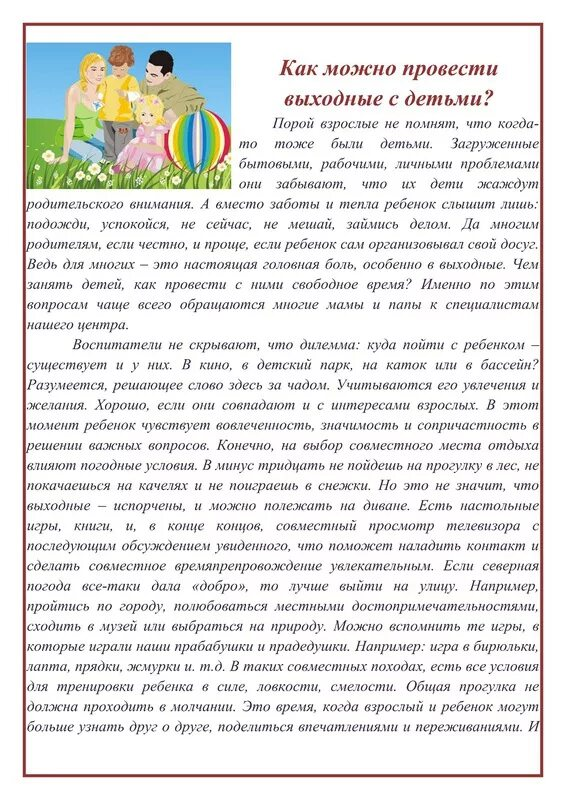 Как можно провести
выходные с детьми?
Порой взрослые не помнят, что когда-
то тоже были детьми. Загруженные
бытовыми, рабочими, личными проблемами
они забывают, что их дети жаждут
родительского внимания. А вместо заботы и тепла ребенок слышит лишь:
подожди, успокойся, не сейчас, не мешай, займись делом. Да многим
родителям, если честно, и проще, если ребенок сам организовывал свой досуг.
Ведь для многих – это настоящая головная боль, особенно в выходные. Чем
занять детей, как провести с ними свободное время? Именно по этим
вопросам чаще всего обращаются многие мамы и папы к специалистам
нашего центра.
Воспитатели не скрывают, что дилемма: куда пойти с ребенком –
существует и у них. В кино, в детский парк, на каток или в бассейн?
Разумеется, решающее слово здесь за чадом. Учитываются его увлечения и
желания. Хорошо, если они совпадают и с интересами взрослых. В этот
момент ребенок чувствует вовлеченность, значимость и сопричастность в
решении важных вопросов. Конечно, на выбор совместного места отдыха
влияют погодные условия. В минус тридцать не пойдешь на прогулку в лес, не
покачаешься на качелях и не поиграешь в снежки. Но это не значит, что
выходные – испорчены, и можно полежать на диване. Есть настольные
игры, книги, и, в конце концов, совместный просмотр телевизора с
последующим обсуждением увиденного, что поможет наладить контакт и
сделать совместное времяпрепровождение увлекательным. Если северная
погода все-таки дала «добро», то лучше выйти на улицу. Например,
пройтись по городу, полюбоваться местными достопримечательностями,
сходить в музей или выбраться на природу. Можно вспомнить те игры, в
которые играли наши прабабушки и прадедушки. Например: игра в бирюльки,
лапта, прядки, жмурки и. т.д. В таких совместных походах, есть все условия
для тренировки ребенка в силе, ловкости, смелости. Общая прогулка не
должна проходить в молчании. Это время, когда взрослый и ребенок могут
больше узнать друг о друге, поделиться впечатлениями и переживаниями. И